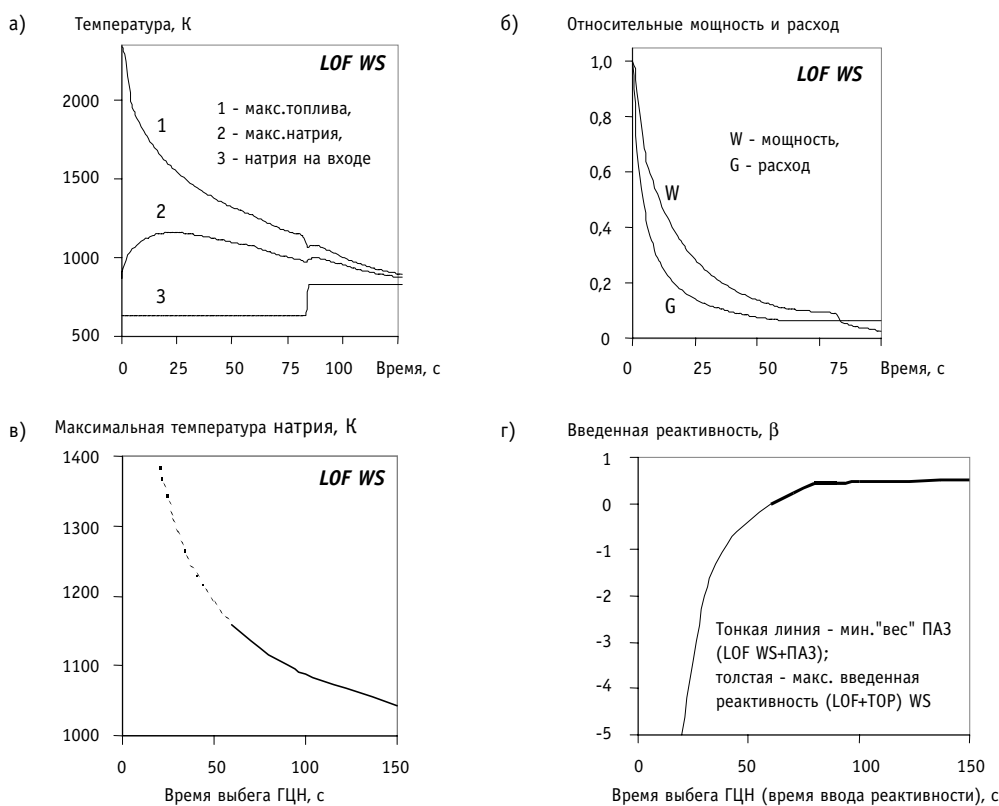 а) Температура, К
LOF WS
1 - макс.топлива,
2 - макс.натрия,
3 - натрия на входе
1
2
3
2000
1500
1000
500
0 25 50 75 100 Время, с
б) Относительные мощность и расход
LOF WS
W - мощность,
G - расход
W
G
1,0
0,8
0,6
0,4
0,2
0
0 25 50 75 Время, с
в) Максимальная температура натрия, К
LOF WS
1400
1300
1200
1100
1000
0 50 100 150
Время выбега ГЦН, с
г) Введенная реактивность, β
1
0
-1
-2
-3
-4
-5
Тонкая линия - мин."вес" ПАЗ
(LOF WS+ПАЗ);
толстая - макс. введенная
реактивность (LOF+TOP) WS
0 50 100 150
Время выбега ГЦН (время ввода реактивности), с